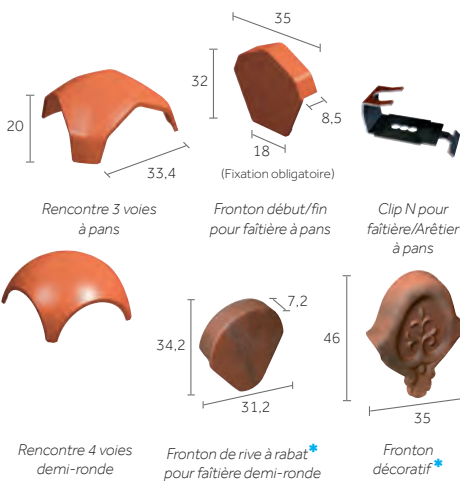 35
32
20
8,5
18
33,4
(Fixation obligatoire)
Rencontre 3 voies
à pans
Fronton début/fin
pour faîtière à pans
Clip N pour
faîtière/Arêtier
à pans
7,2
34,2
46
31,2
35
Rencontre 4 voies
demi-ronde
Fronton de rive à rabat*
pour faîtière demi-ronde
Fronton
décoratif*